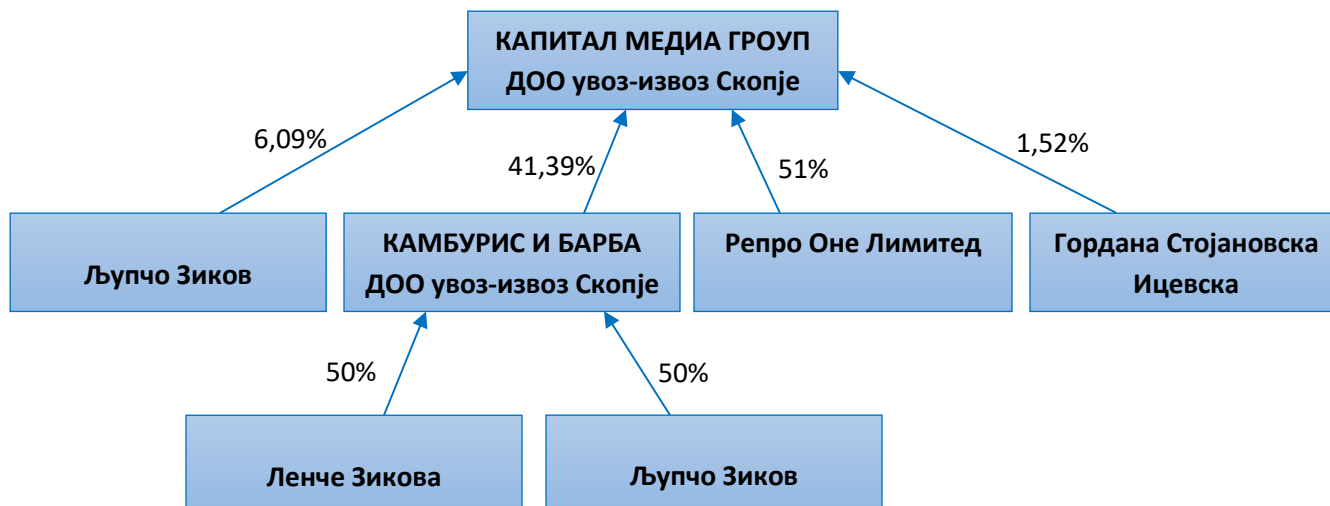 КАПИТАЛ МЕДИА ГРОУП
ДОО увоз-извоз Скопје
6,09%
41,39%
51%
1,52%
Љупчо Зиков
КАМБУРИС И БАРБА
ДОО увоз-извоз Скопје
Репро Оне Лимитед
Гордана Стојановска
Ицевска
50%
50%
Ленче Зикова
Љупчо Зиков